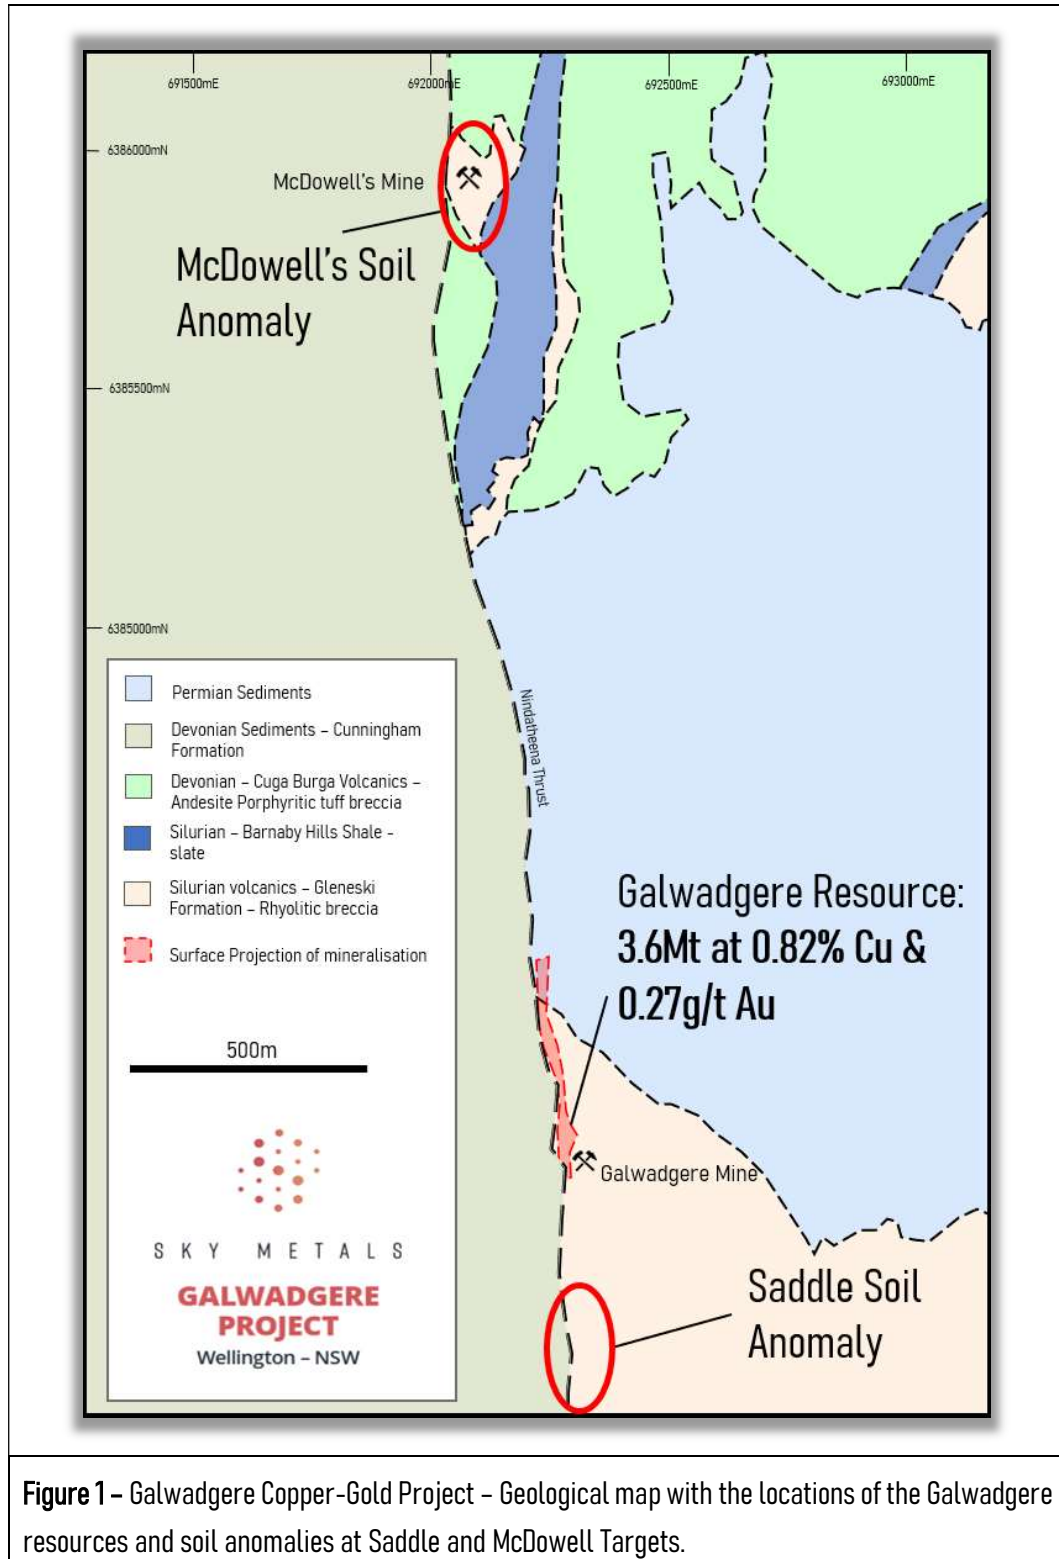 691500mE
692000mE
692500mE
693000mE
6386000mN
McDowell's Mine
McDowell's Soil
Anomaly
6385500mN
6385000mN
Nindatheena Thrust
Permian Sediments
Devonian Sediments – Cunningham
Formation
Devonian – Cuga Burga Volcanics –
Andesite Porphyritic tuff breccia
Silurian – Barnaby Hills Shale -
slate
Silurian volcanics – Gleneski
Formation – Rhyolitic breccia
Surface Projection of mineralisation
500m
SKY METALS
GALWADGERE
PROJECT
Wellington – NSW
Galwadgere Resource:
3.6Mt at 0.82% Cu &
0.27g/t Au
Galwadgere Mine
Saddle Soil
Anomaly
Figure 1 – Galwadgere Copper-Gold Project – Geological map with the locations of the Galwadgere
resources and soil anomalies at Saddle and McDowell Targets.